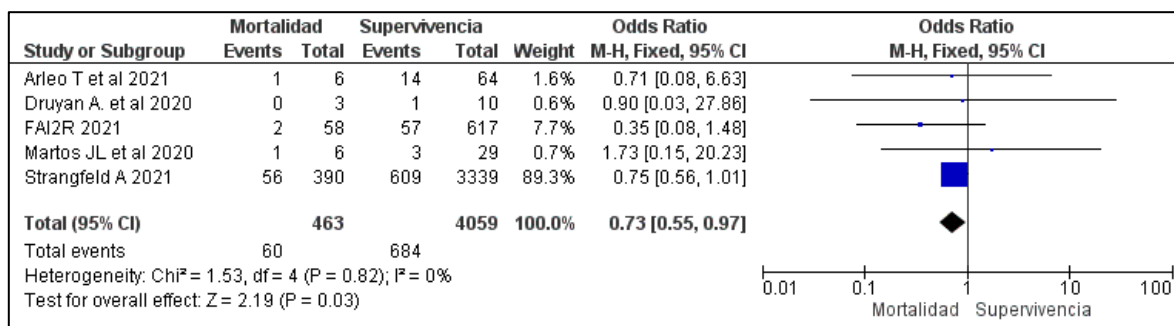 Mortalidad Supervivencia Odds Ratio Odds Ratio
Study or Subgroup Events Total Events Total Weight M-H, Fixed, 95% CI M-H, Fixed, 95% CI
Arleo T et al 2021 1 6 14 64 1.6% 0.71 [0.08, 6.63]
Druyan A. et al 2020 0 3 1 10 0.6% 0.90 [0.03, 27.86]
FAI2R 2021 2 58 57 617 7.7% 0.35 [0.08, 1.48]
Martos JL et al 2020 1 6 3 29 0.7% 1.73 [0.15, 20.23]
Strangfeld A 2021 56 390 609 3339 89.3% 0.75 [0.56, 1.01]
Total (95% CI) 463 4059 100.0% 0.73 [0.55, 0.97]
Total events 60 684
Heterogeneity: Chi² = 1.53, df = 4 (P = 0.82); I² = 0%
Test for overall effect: Z = 2.19 (P = 0.03)
0.01 0.1 1 10 100
Mortalidad Supervivencia